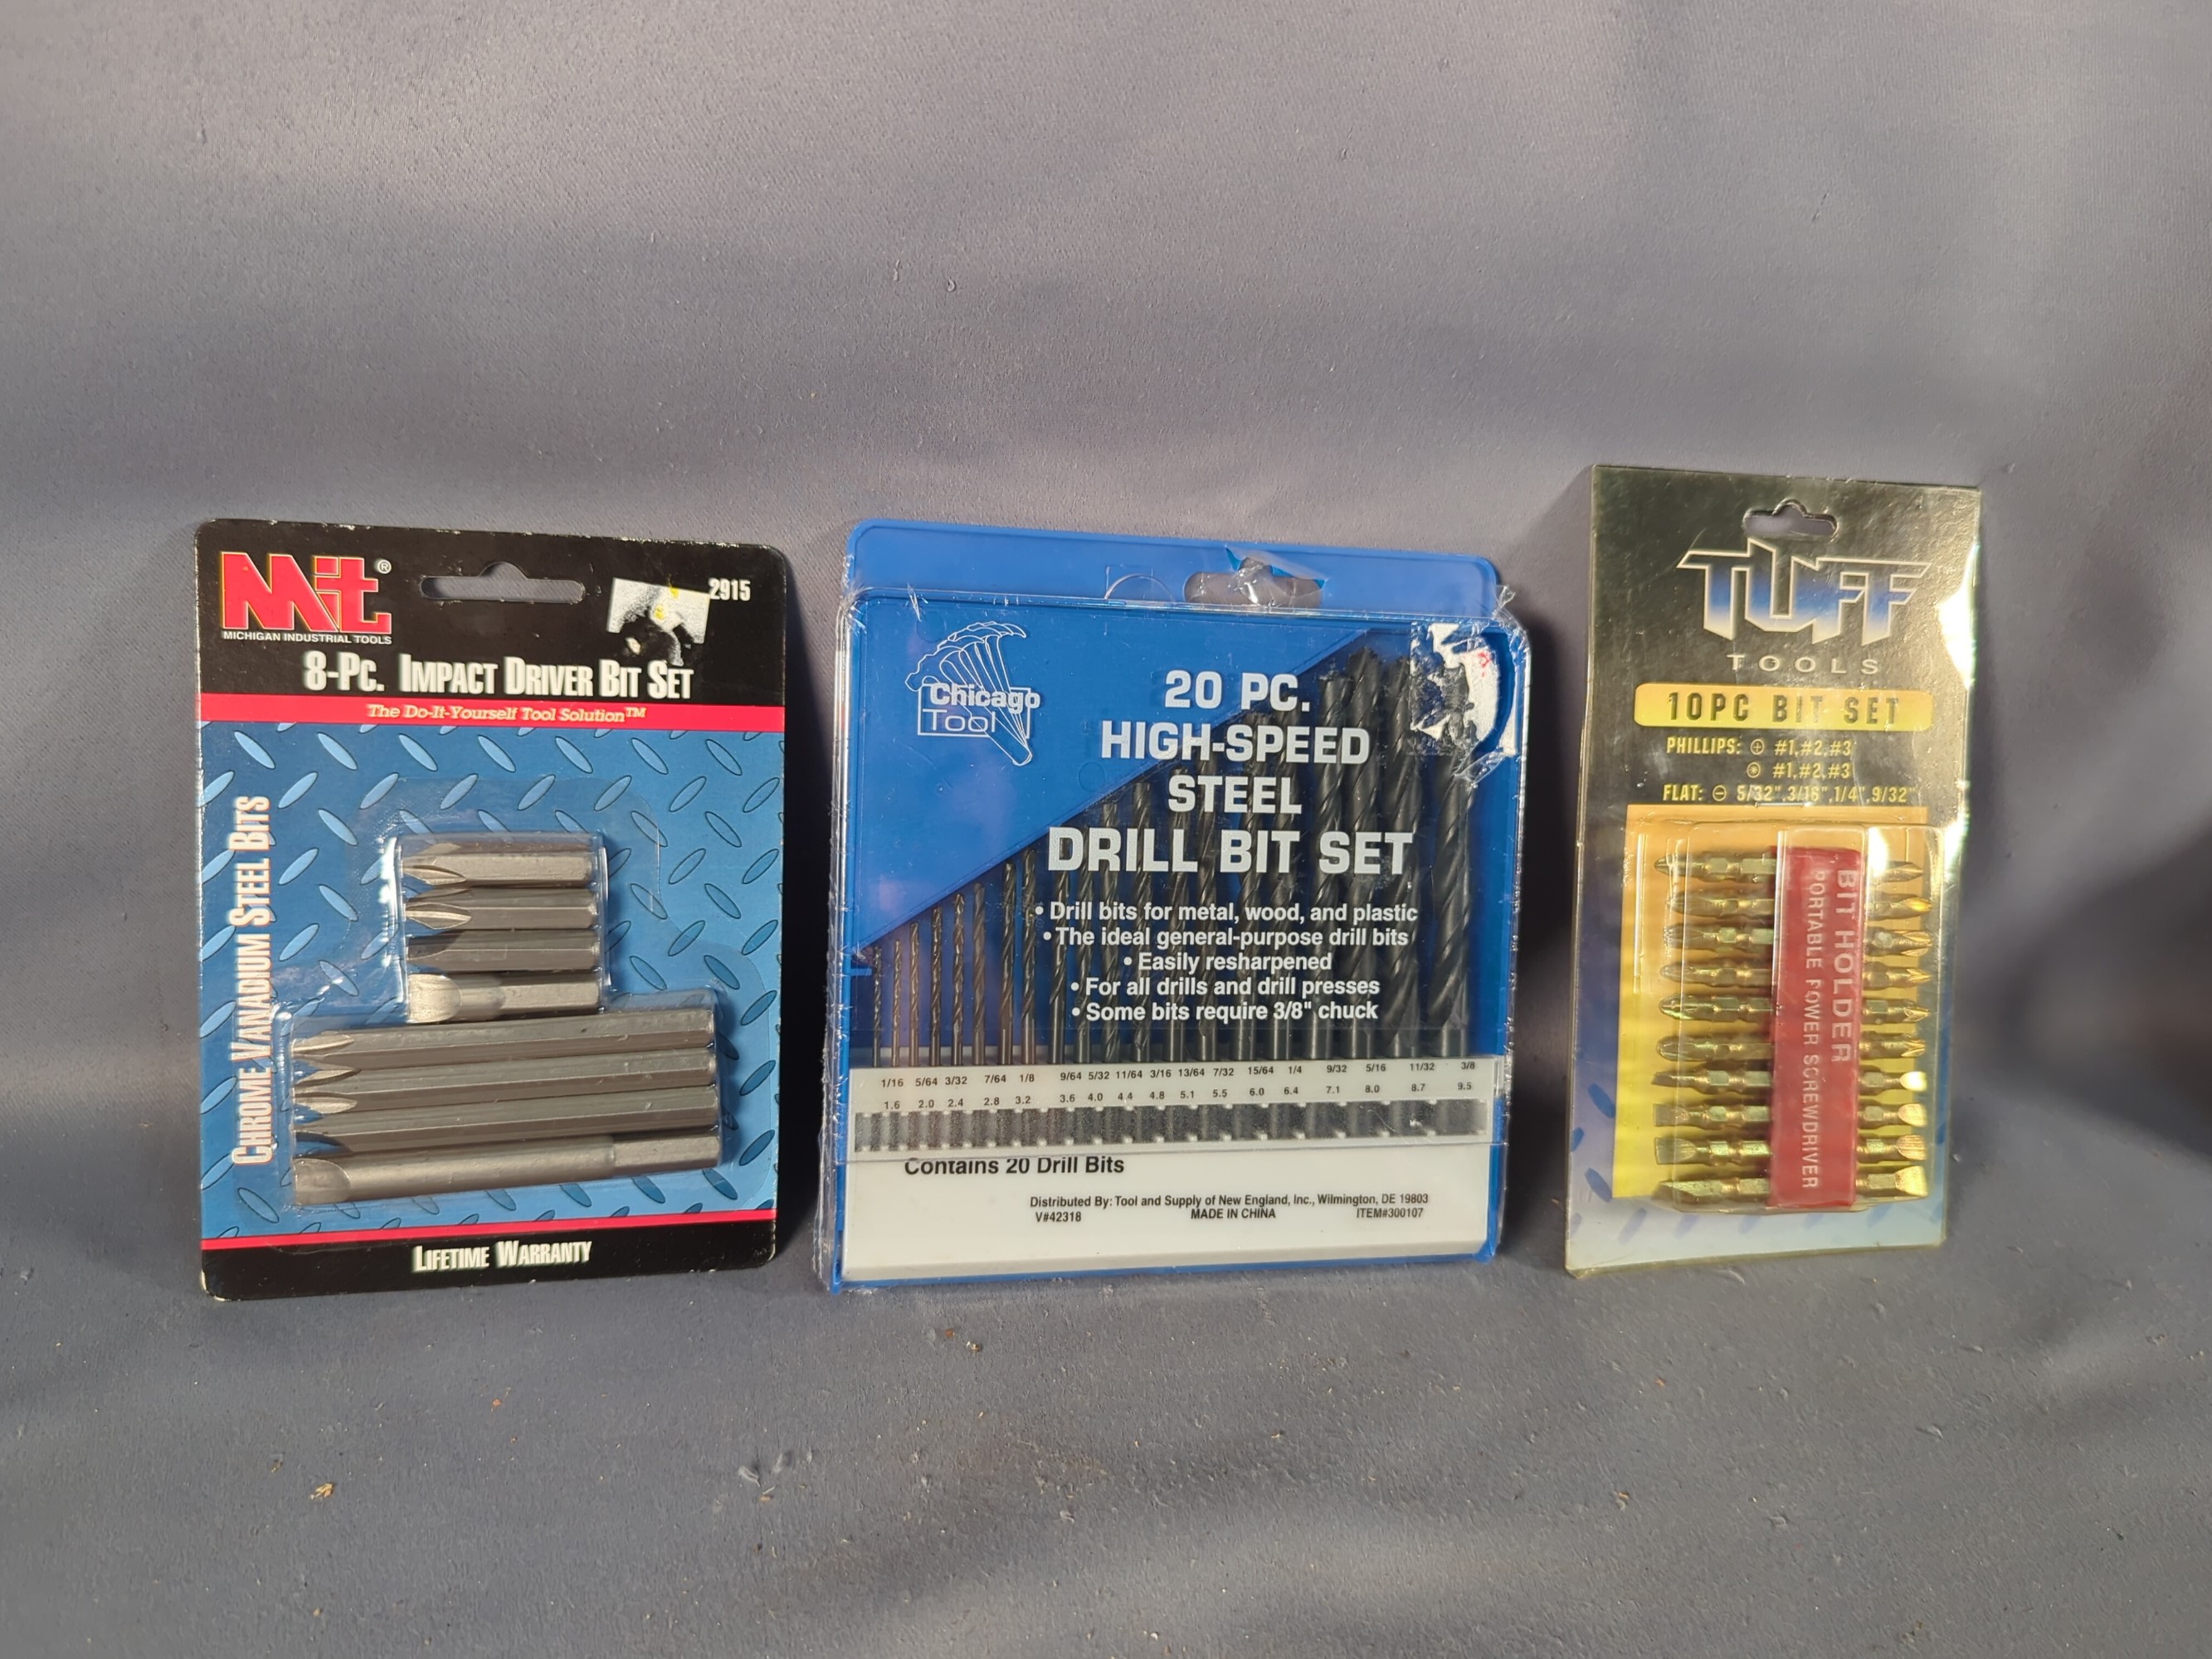 Mit®
MICHIGAN INDUSTRIAL TOOLS
2915
8-PC. IMPACT DRIVER BIT SET
The Do-It-Yourself Tool Solution™
CHROME VANADIUM STEEL BITS
LIFETIME WARRANTY
Chicago
Tool
20 PC.
HIGH-SPEED
STEEL
DRILL BIT SET
• Drill bits for metal, wood, and plastic
• The ideal general-purpose drill bits
• Easily resharpened
• For all drills and drill presses
• Some bits require 3/8" chuck
1/16 5/64 3/32 7/64 1/8 9/64 5/32 11/64 3/16 13/64 7/32 15/64 1/4 9/32 5/16 11/32 3/8
1.6 2.0 2.4 2.8 3.2 3.6 4.0 4.4 4.8 5.1 5.5 6.0 6.4 7.1 8.0 8.7 9.5
Contains 20 Drill Bits
Distributed By: Tool and Supply of New England, Inc., Wilmington, DE 19803
V#42318 MADE IN CHINA ITEM#300107
TUFF
TOOLS
10PC BIT SET
PHILLIPS: #1,#2,#3
#1,#2,#3
FLAT: 5/32",3/16",1/4",9/32"
BIT HOLDER
PORTABLE POWER SCREWDRIVER